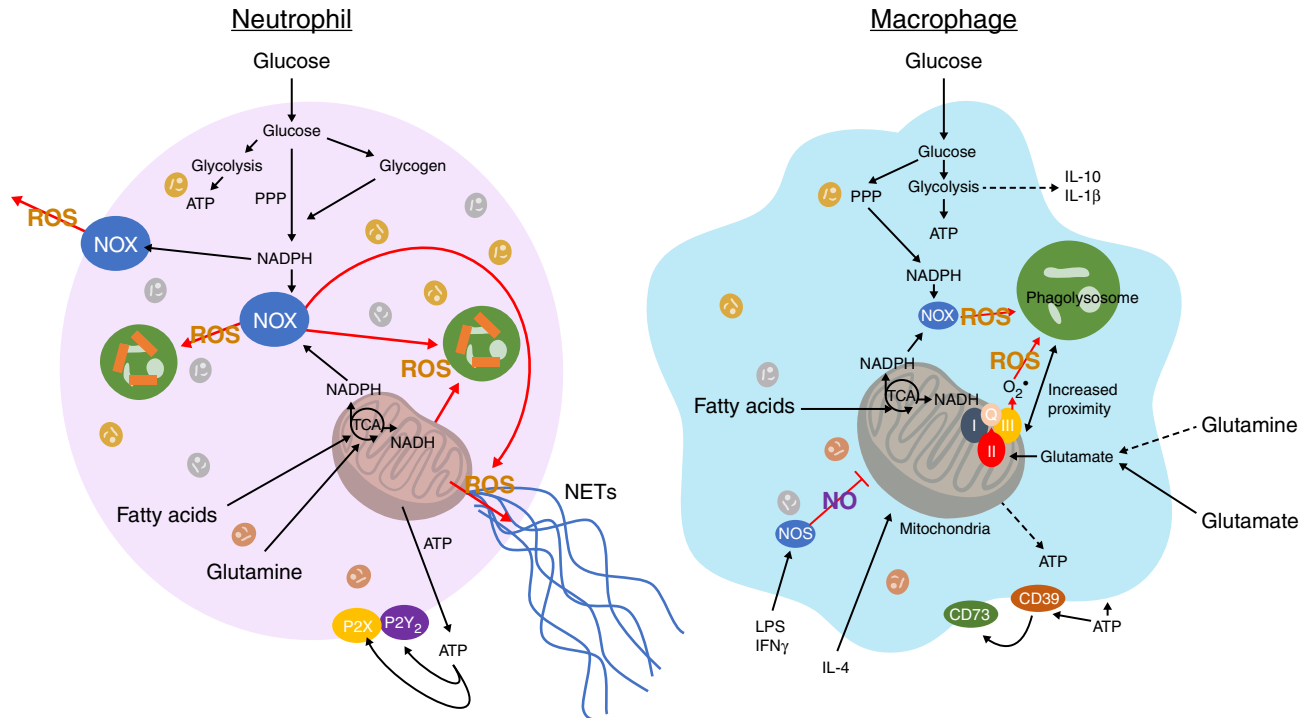 Neutrophil
Glucose
Glucose
Glycolysis
Glycogen
ATP
PPP
ROS
NOX
NADPH
NOX
ROS
ROS
NADPH
TCA
NADH
ROS
NETs
Fatty acids
ATP
Glutamine
P2X
P2Y₂
ATP
Macrophage
Glucose
Glucose
IL-10
IL-1β
PPP
Glycolysis
ATP
NADPH
Phagolysosome
NOX
ROS
ROS
NADPH
O₂•
TCA
NADH
Increased
proximity
Fatty acids
Q
I
III
II
Glutamine
Glutamate
NO
NOS
Mitochondria
Glutamate
ATP
CD39
CD73
ATP
LPS
IFNγ
IL-4